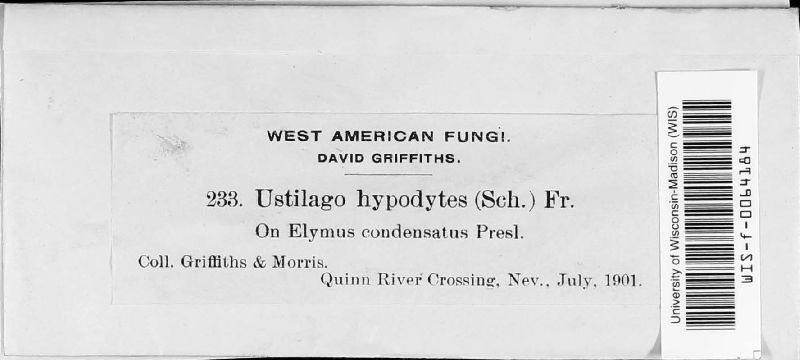 WEST AMERICAN FUNGI.
DAVID GRIFFITHS.
233. Ustilago hypodytes (Sch.) Fr.
On Elymus condensatus Presl.
Coll. Griffiths & Morris.
Quinn River Crossing, Nev., July, 1901.
University of Wisconsin-Madison (WIS)
WIS-f-0064184